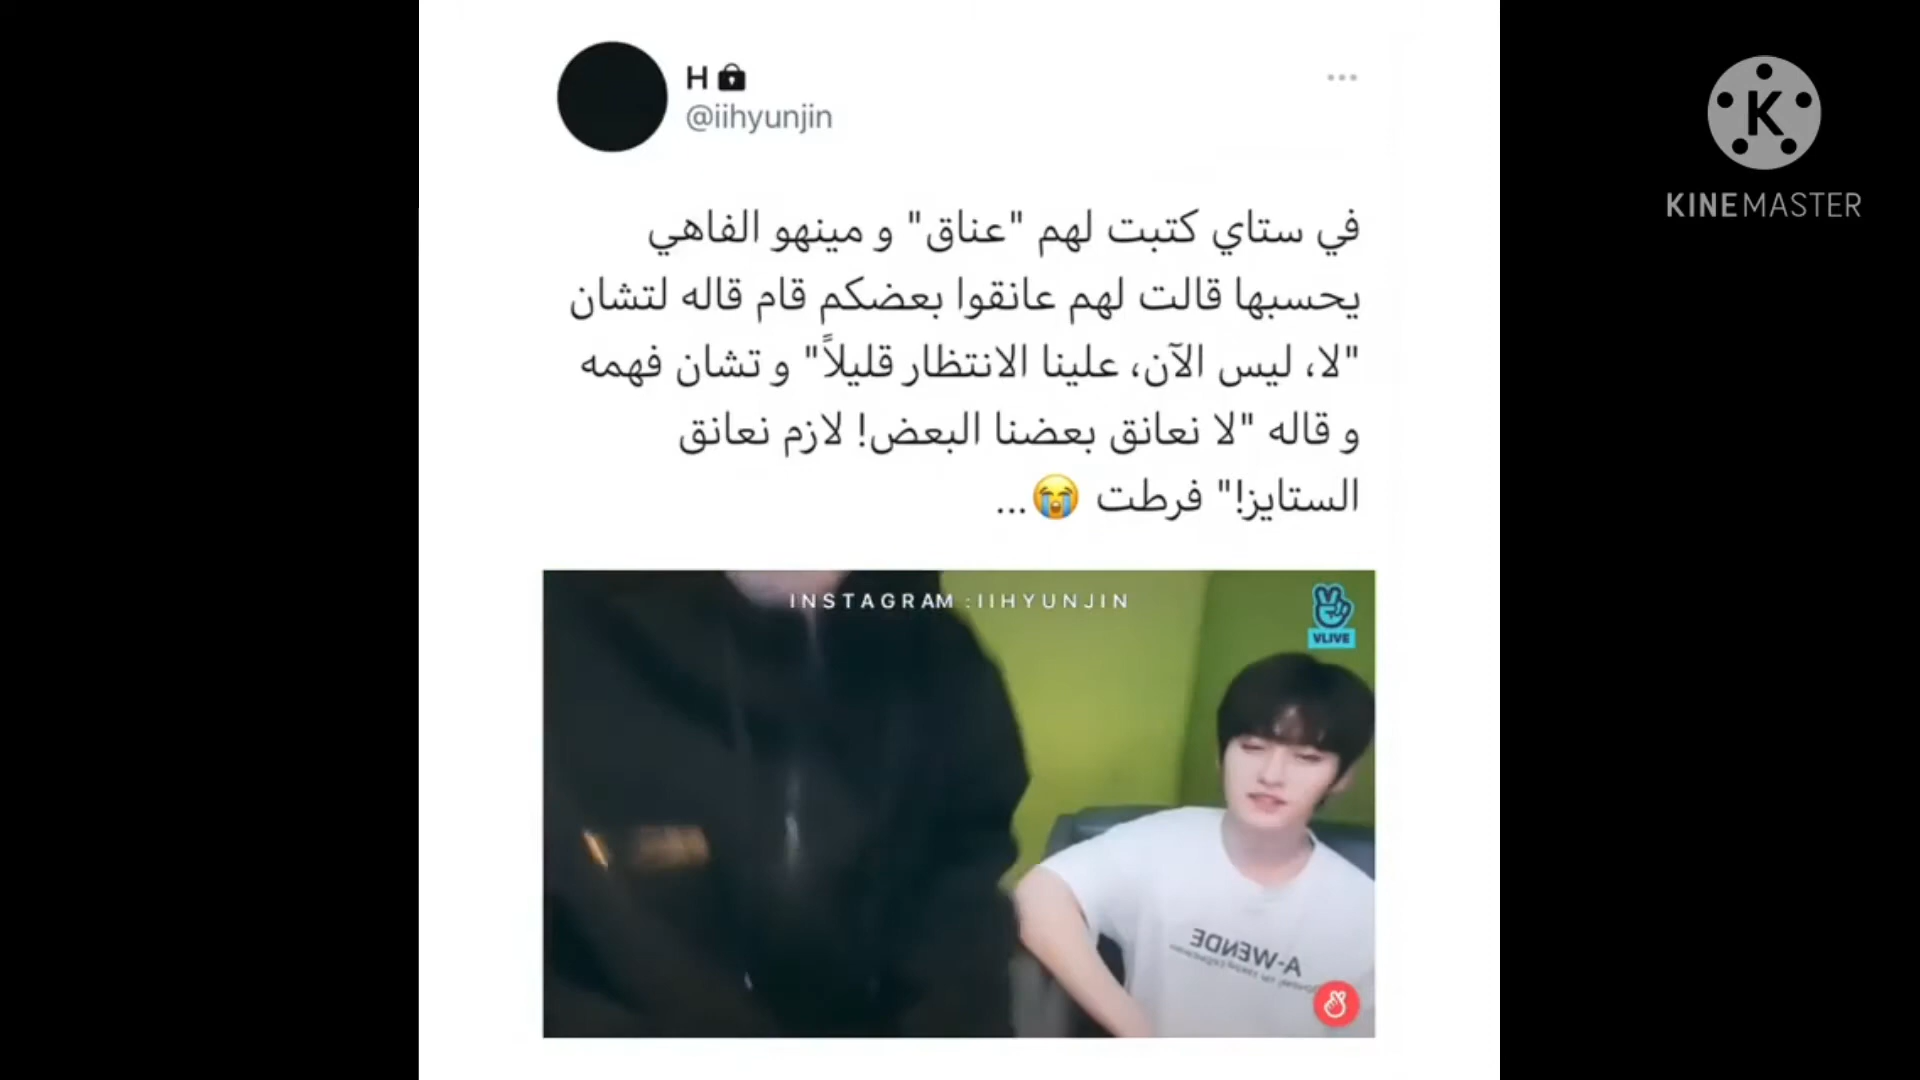 H
@iihyunjin
K
KINEMASTER
في ستاي كتبت لهم "عناق" و مينهو الفاهي
يحسبها قالت لهم عانقوا بعضكم قام قاله لتشان
"لا، ليس الآن، علينا الانتظار قليلاً" و تشان فهمه
و قاله "لا نعانق بعضنا البعض! لازم نعانق
الستايز!" فرطت 😭...
INSTAGRAM :IIHYUNJIN
VLIVE
A-WENDE